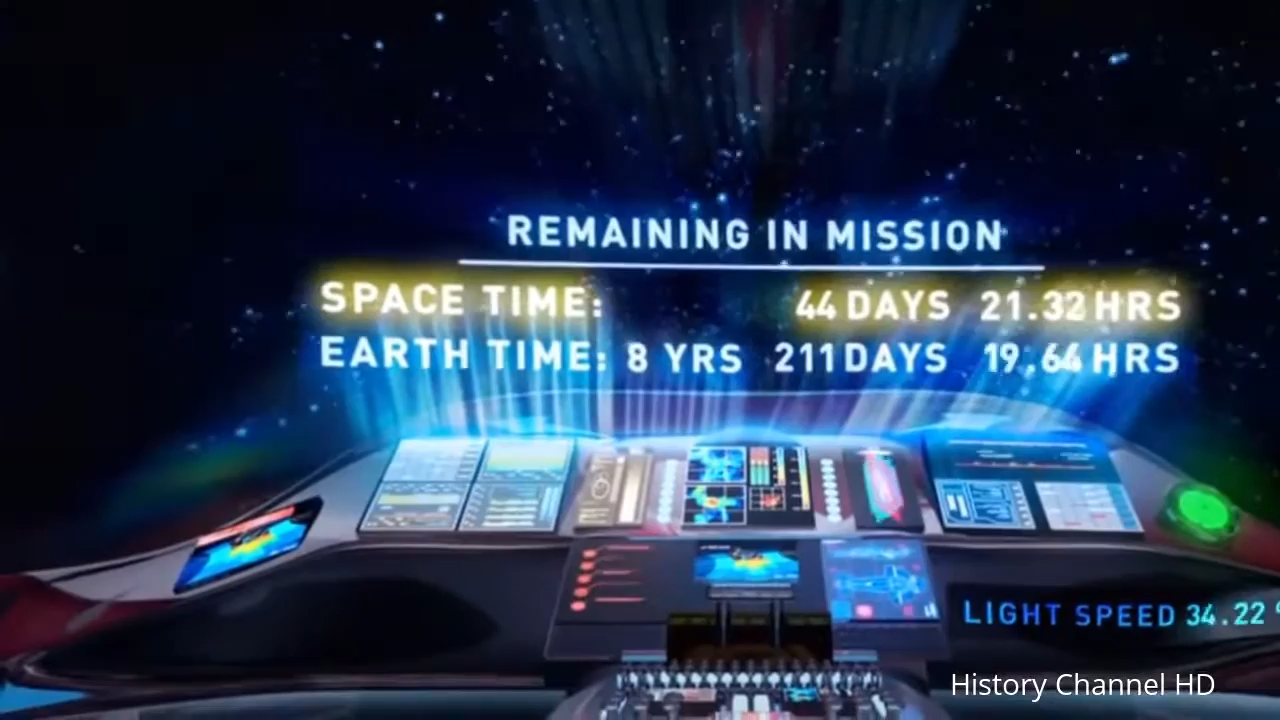 REMAINING IN MISSION
SPACE TIME: 44 DAYS 21.32 HRS
EARTH TIME: 8 YRS 211 DAYS 19.64 HRS
LIGHT SPEED 34.22
History Channel HD